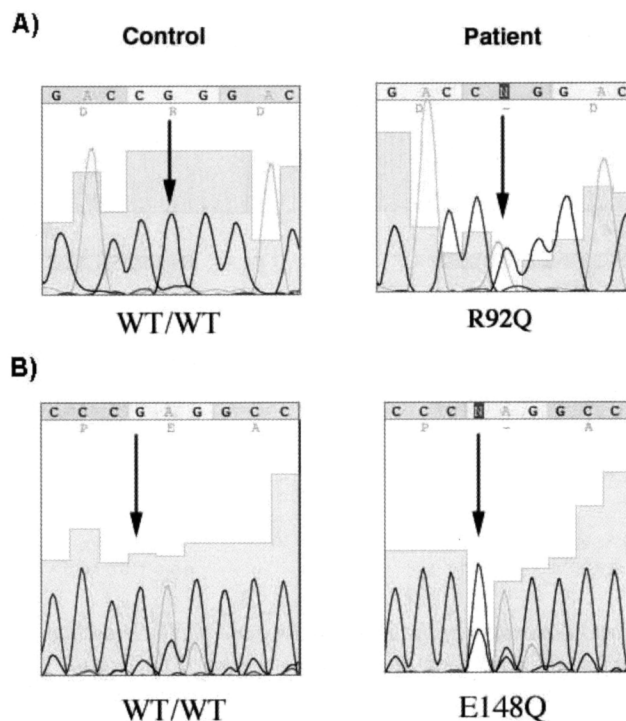 A)
Control Patient
G A C C G G G A C G A C C N G G A C
D R D D – D
WT/WT R92Q
B)
C C C G A G G C C C C C N A G G C C
P E A P – A
WT/WT E148Q